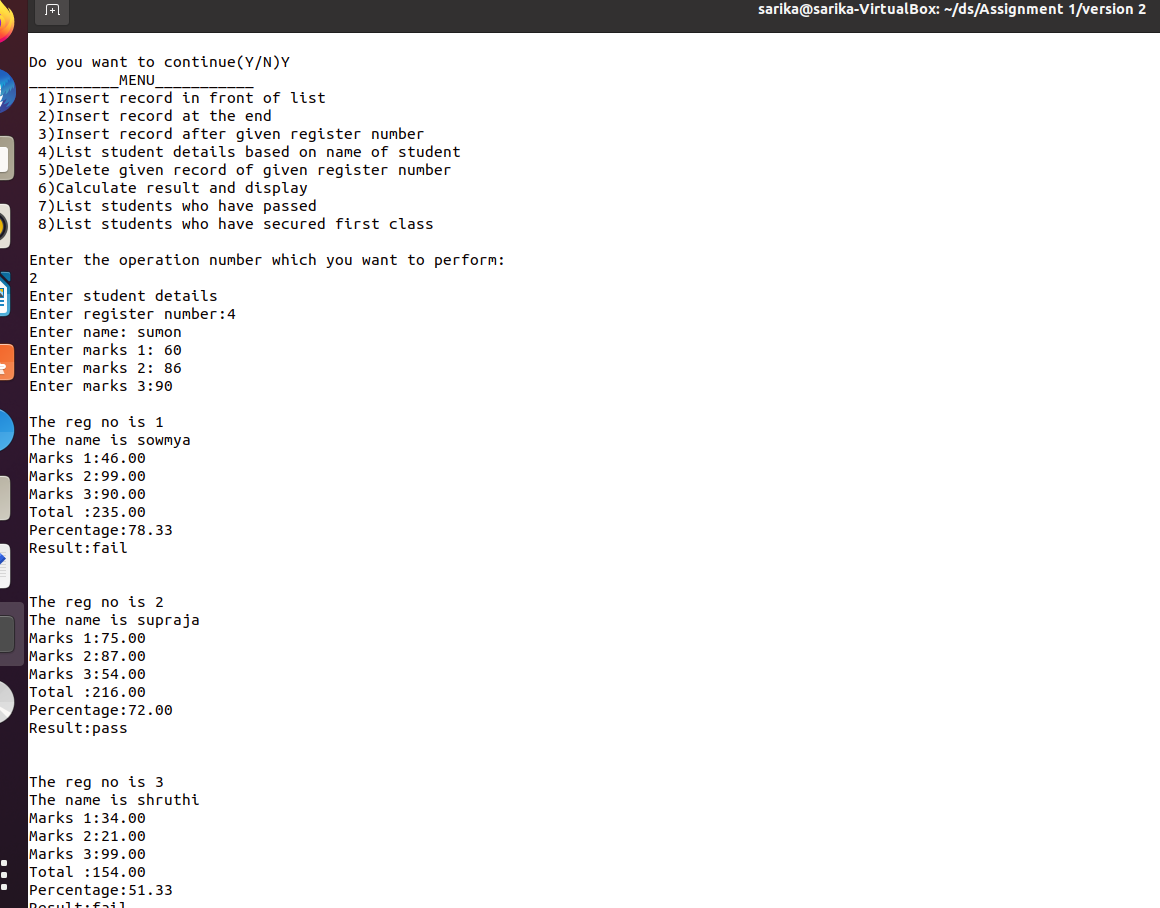 sarika@sarika-VirtualBox: ~/ds/Assignment 1/version 2
Do you want to continue(Y/N)Y
__________MENU___________
1)Insert record in front of list
2)Insert record at the end
3)Insert record after given register number
4)List student details based on name of student
5)Delete given record of given register number
6)Calculate result and display
7)List students who have passed
8)List students who have secured first class
Enter the operation number which you want to perform:
2
Enter student details
Enter register number:4
Enter name: sumon
Enter marks 1: 60
Enter marks 2: 86
Enter marks 3:90
The reg no is 1
The name is sowmya
Marks 1:46.00
Marks 2:99.00
Marks 3:90.00
Total :235.00
Percentage:78.33
Result:fail
The reg no is 2
The name is supraja
Marks 1:75.00
Marks 2:87.00
Marks 3:54.00
Total :216.00
Percentage:72.00
Result:pass
The reg no is 3
The name is shruthi
Marks 1:34.00
Marks 2:21.00
Marks 3:99.00
Total :154.00
Percentage:51.33
Result:fail